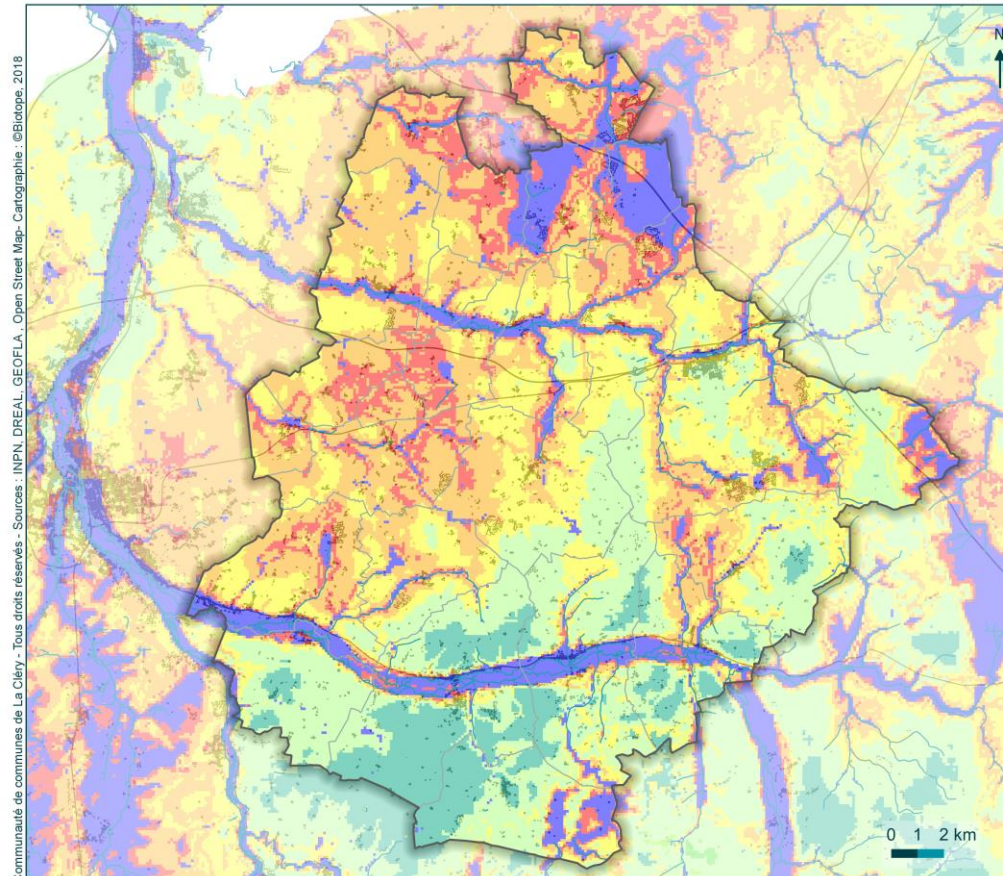 Communauté de communes de La Cléry - Tous droits réservés - Sources : INPN, DREAL, GEOFLA , Open Street Map- Cartographie : ©Biotope, 2018
N
0 1 2 km